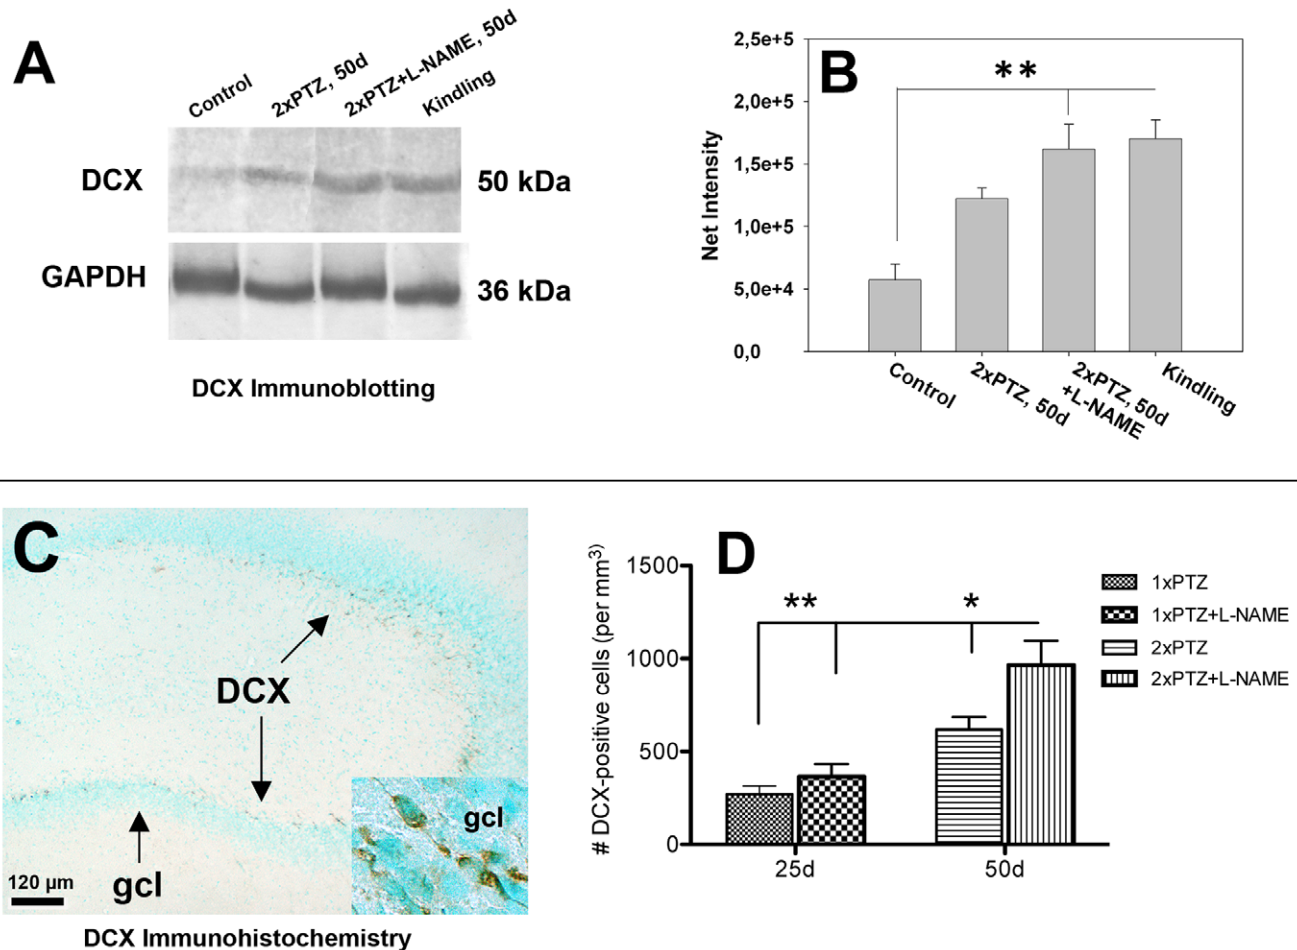 A
Control
2xPTZ, 50d
2xPTZ+L-NAME, 50d
Kindling
DCX
50 kDa
GAPDH
36 kDa
DCX Immunoblotting
B
**
Net Intensity
2,5e+5
2,0e+5
1,5e+5
1,0e+5
5,0e+4
0,0
Control
2xPTZ, 50d
2xPTZ, 50d
+L-NAME
Kindling
C
DCX
gcl
gcl
120 µm
DCX Immunohistochemistry
D
# DCX-positive cells (per mm³)
1500
1000
500
0
**
*
25d
50d
1xPTZ
1xPTZ+L-NAME
2xPTZ
2xPTZ+L-NAME